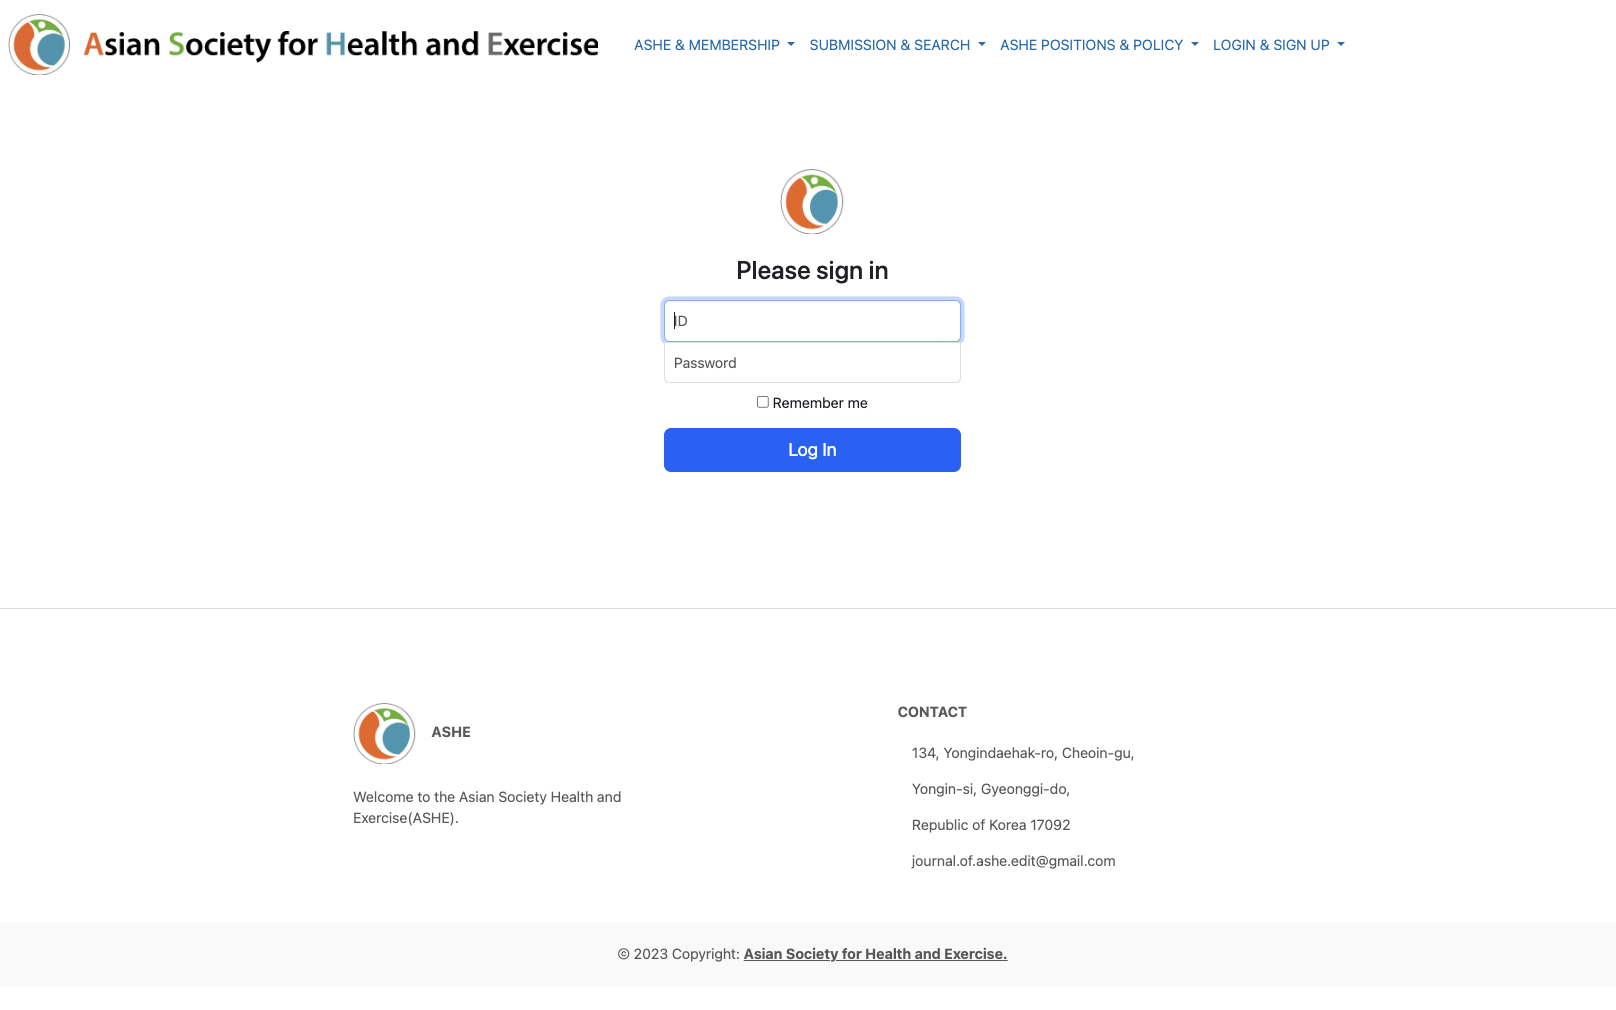 Asian Society for Health and Exercise
ASHE & MEMBERSHIP SUBMISSION & SEARCH ASHE POSITIONS & POLICY LOGIN & SIGN UP
Please sign in
ID
Password
Remember me
Log In
ASHE
Welcome to the Asian Society Health and
Exercise(ASHE).
CONTACT
134, Yongindaehak-ro, Cheoin-gu,
Yongin-si, Gyeonggi-do,
Republic of Korea 17092
journal.of.ashe.edit@gmail.com
© 2023 Copyright: Asian Society for Health and Exercise.